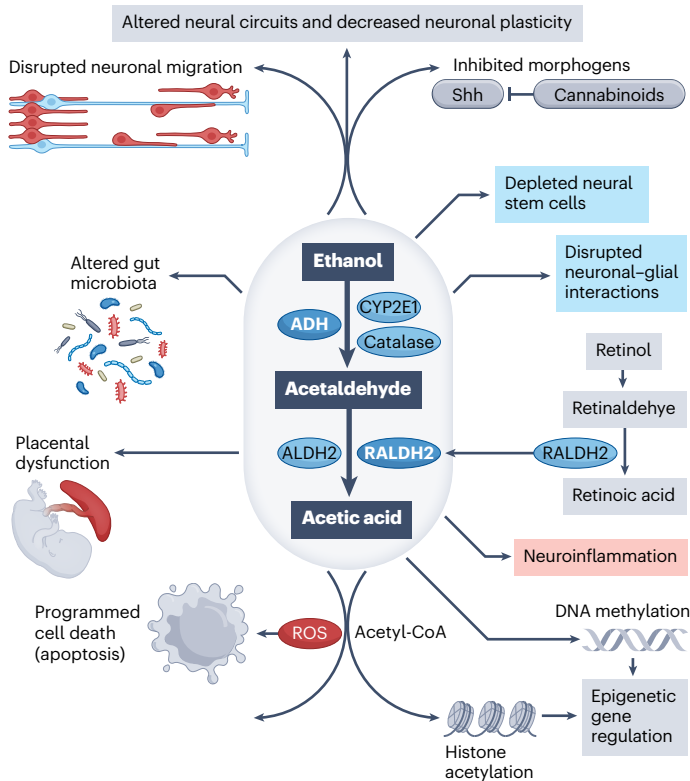 Altered neural circuits and decreased neuronal plasticity
Disrupted neuronal migration
Inhibited morphogens
Shh
Cannabinoids
Depleted neural
stem cells
Ethanol
Disrupted
neuronal–glial
interactions
Altered gut
microbiota
CYP2E1
ADH
Catalase
Retinol
Acetaldehyde
Retinaldehye
Placental
dysfunction
ALDH2
RALDH2
RALDH2
Retinoic acid
Acetic acid
Neuroinflammation
Programmed
cell death
(apoptosis)
ROS
Acetyl-CoA
DNA methylation
Epigenetic
gene
regulation
Histone
acetylation